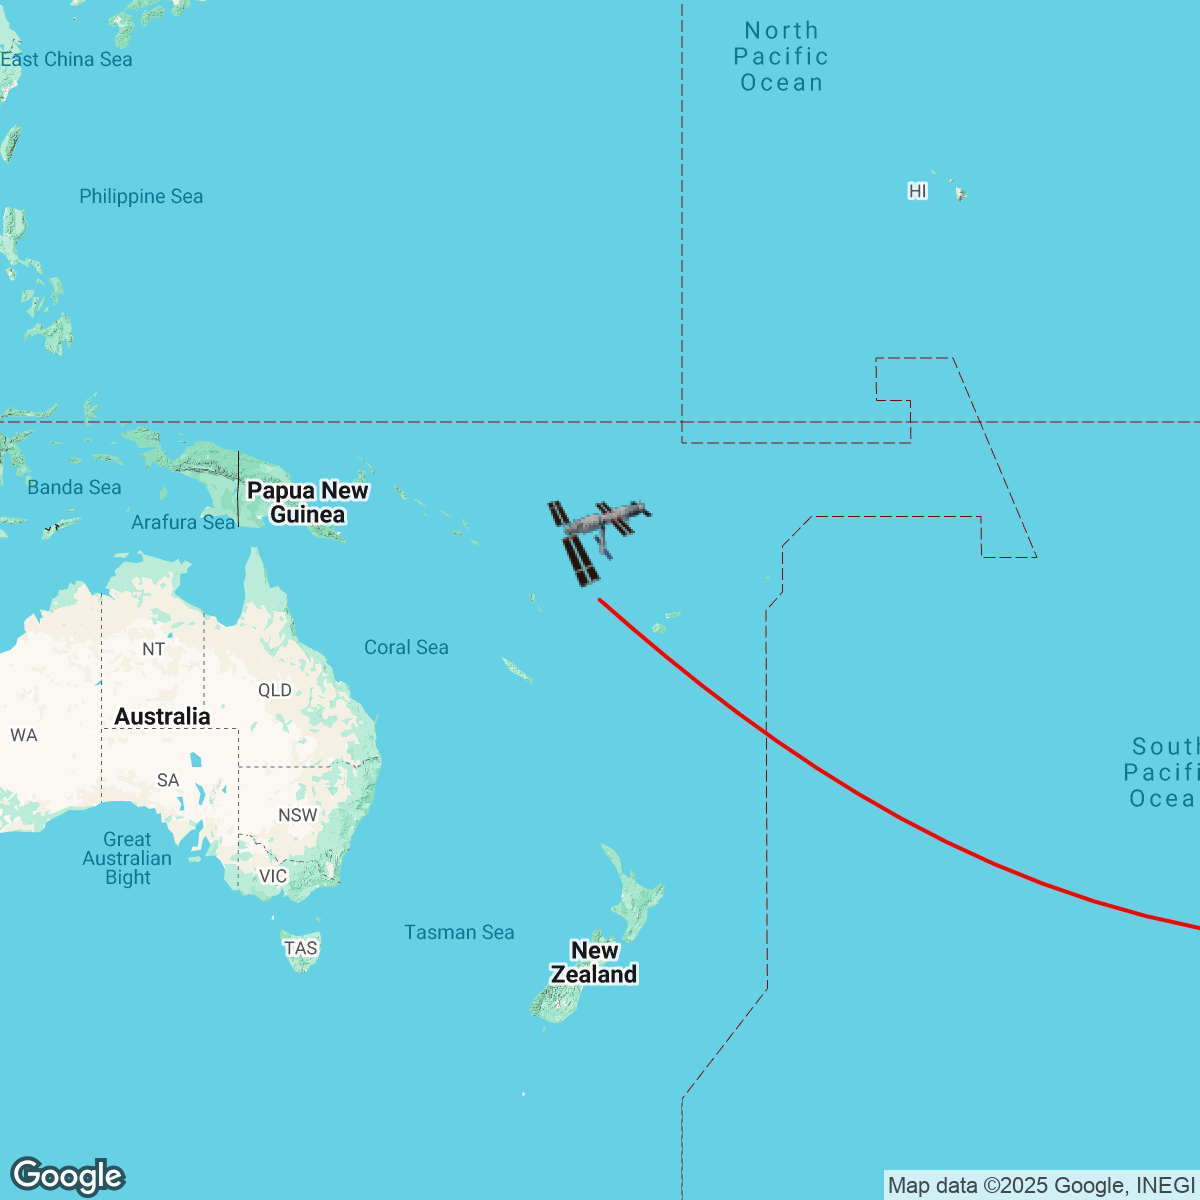 North
Pacific
Ocean
East China Sea
HI
Philippine Sea
Banda Sea
Papua New
Guinea
Arafura Sea
NT
Coral Sea
QLD
Australia
WA
South
Pacifi
Ocea
SA
NSW
Great
Australian
Bight
VIC
TAS
Tasman Sea
New
Zealand
Google
Map data ©2025 Google, INEGI